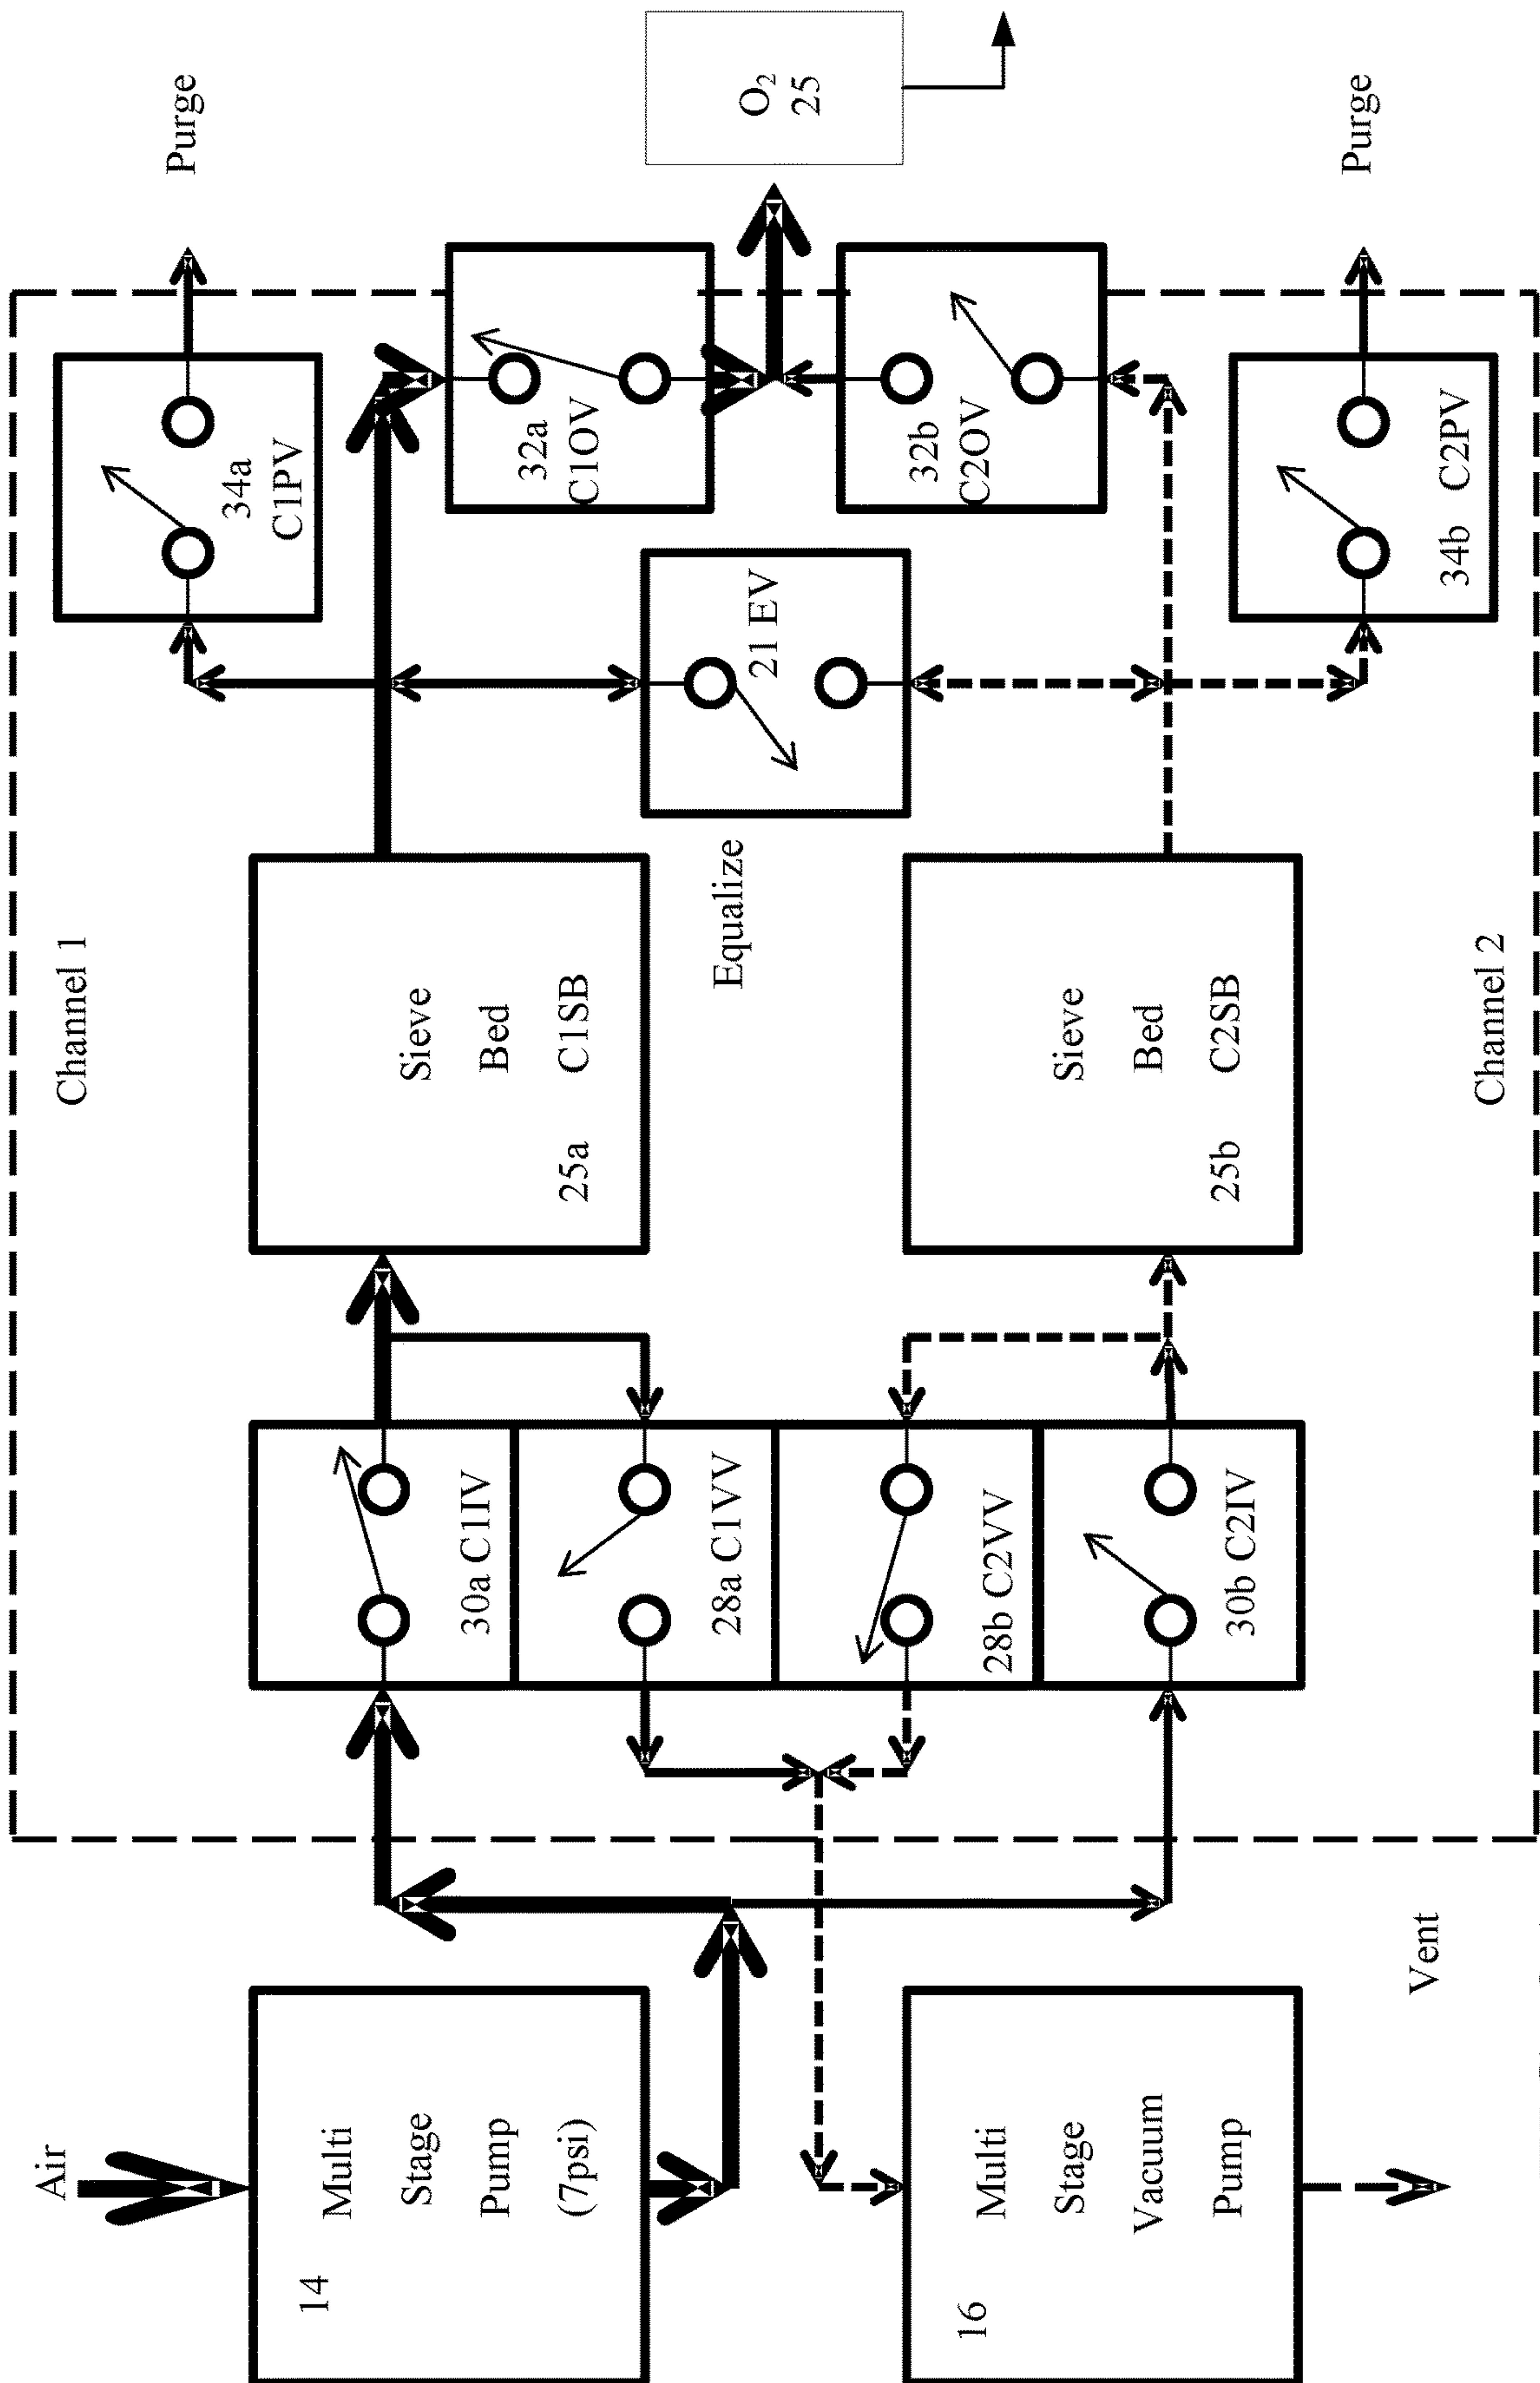 Air
Channel 1
Purge
14
Multi
Stage
Pump
(7psi)
30a C1IV
28a C1VV
28b C2VV
30b C2IV
Sieve
Bed
25a C1SB
34a
C1PV
32a
C1OV
Equalize
21 EV
O₂
25
16
Multi
Stage
Vacuum
Pump
Sieve
Bed
25b C2SB
32b
C2OV
34b C2PV
Purge
Vent
Channel 2